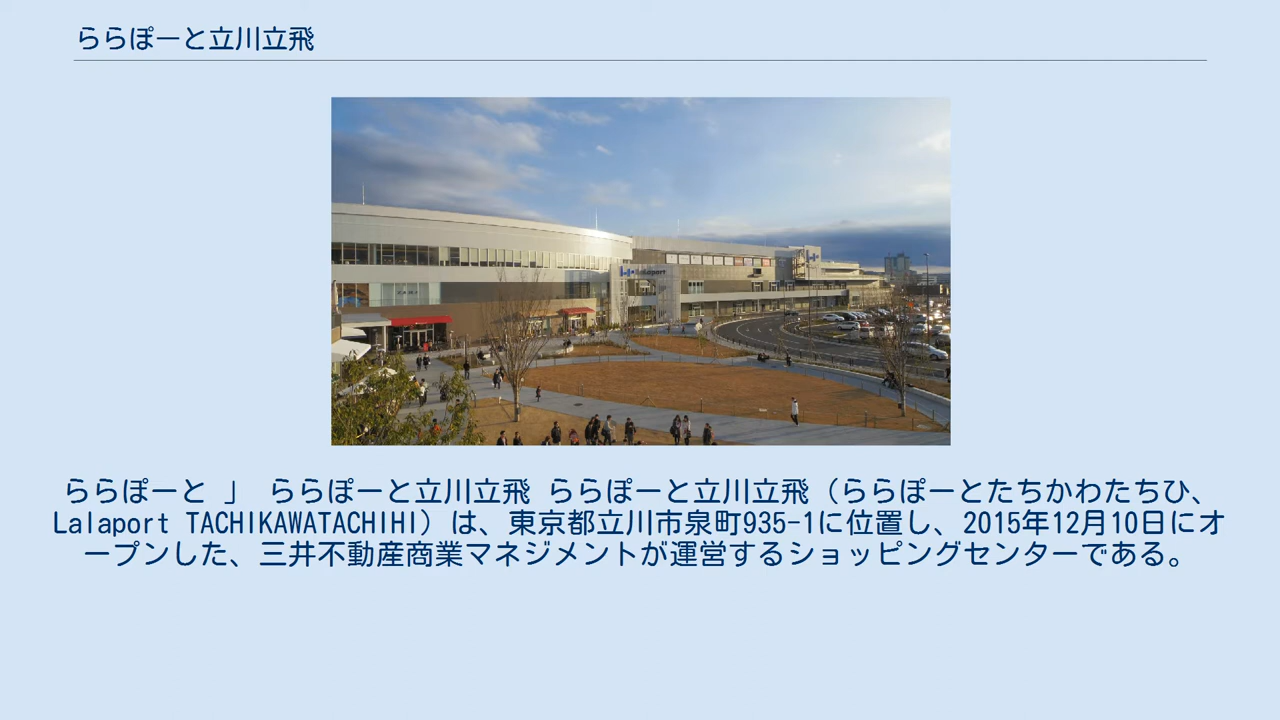 ららぽーと立川立飛
Lalaport
ららぽーと 」 ららぽーと立川立飛 ららぽーと立川立飛（ららぽーとたちかわたちひ、
Lalaport TACHIKAWATACHIHI）は、東京都立川市泉町935-1に位置し、2015年12月10日にオ
ープンした、三井不動産商業マネジメントが運営するショッピングセンターである。